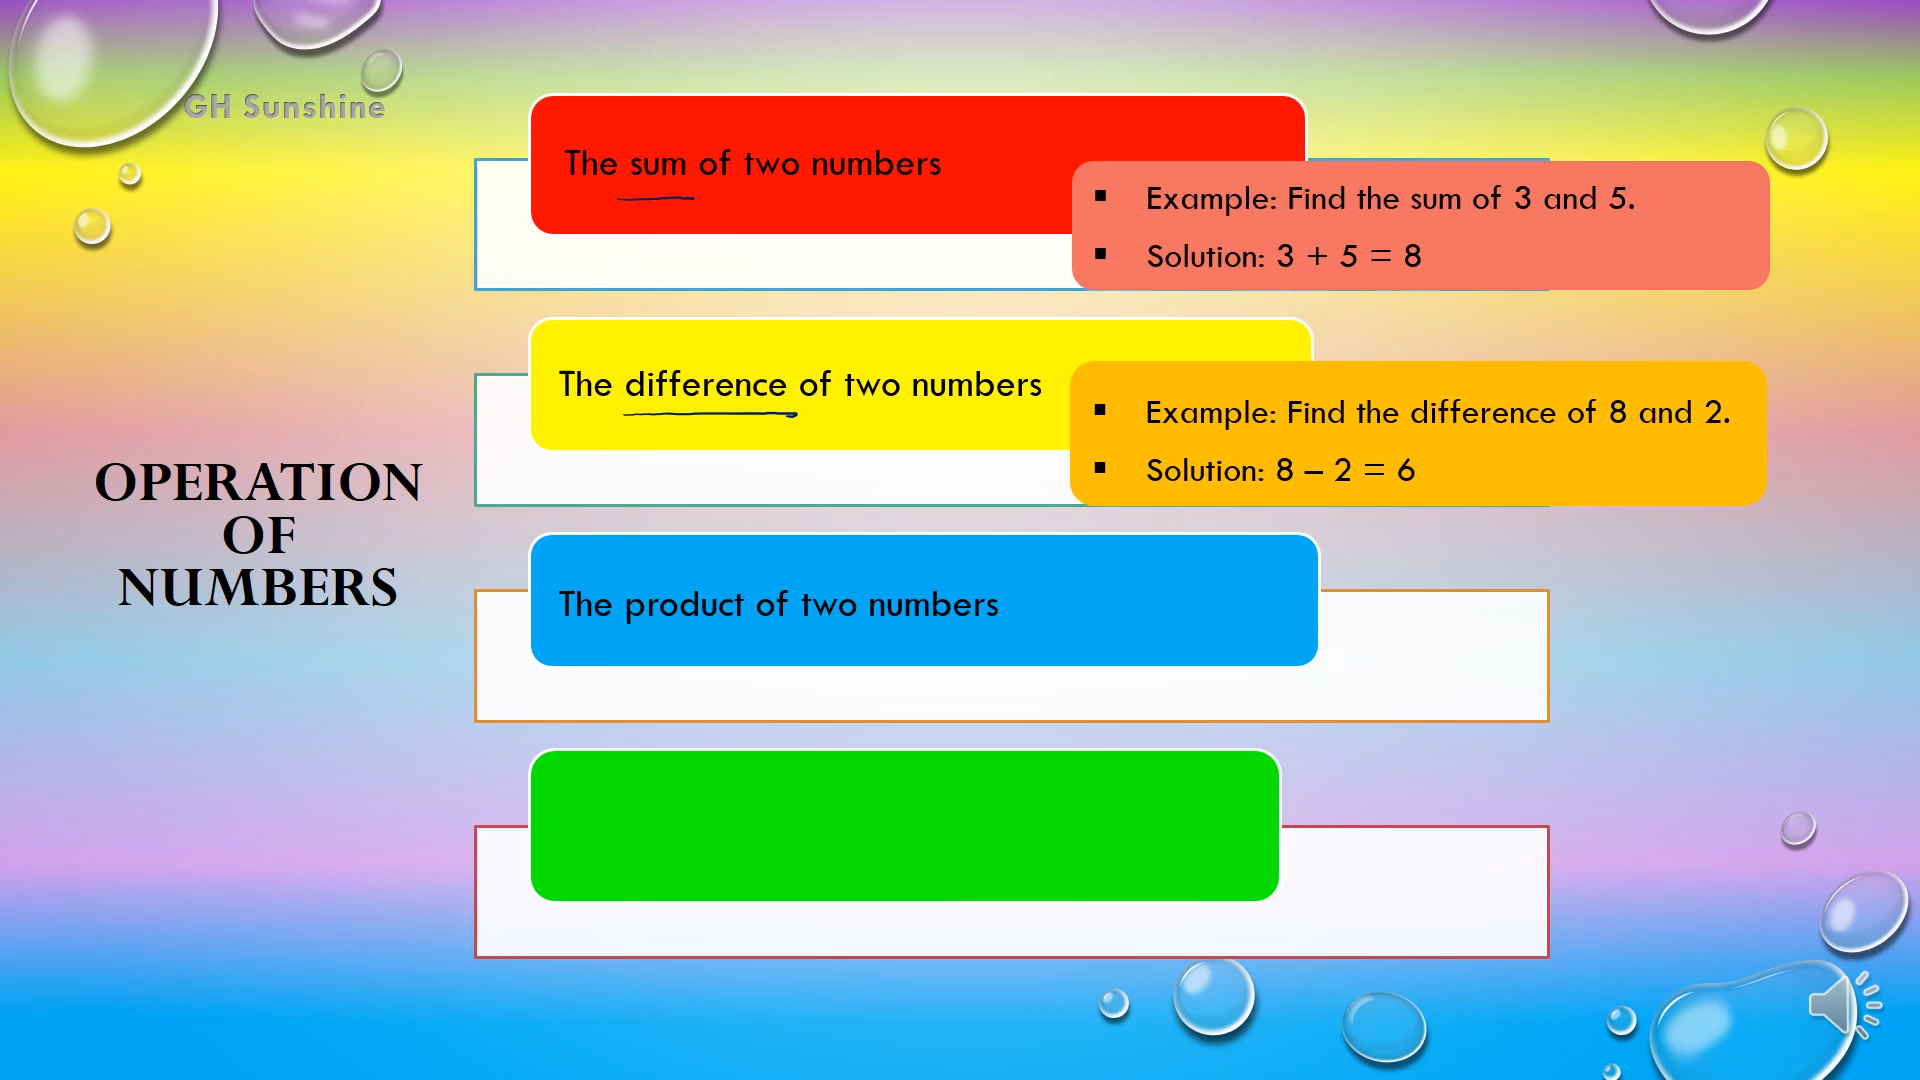 GH Sunshine
OPERATION
OF
NUMBERS
The sum of two numbers
▪ Example: Find the sum of 3 and 5.
▪ Solution: 3 + 5 = 8
The difference of two numbers
▪ Example: Find the difference of 8 and 2.
▪ Solution: 8 – 2 = 6
The product of two numbers